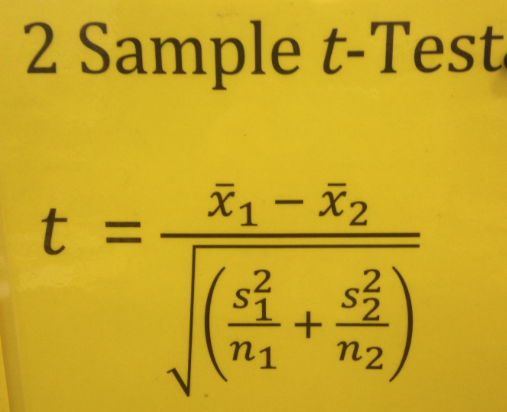 2 Sample t-Test
t = x̄₁ − x̄₂ / √(s₁²/n₁ + s₂²/n₂)